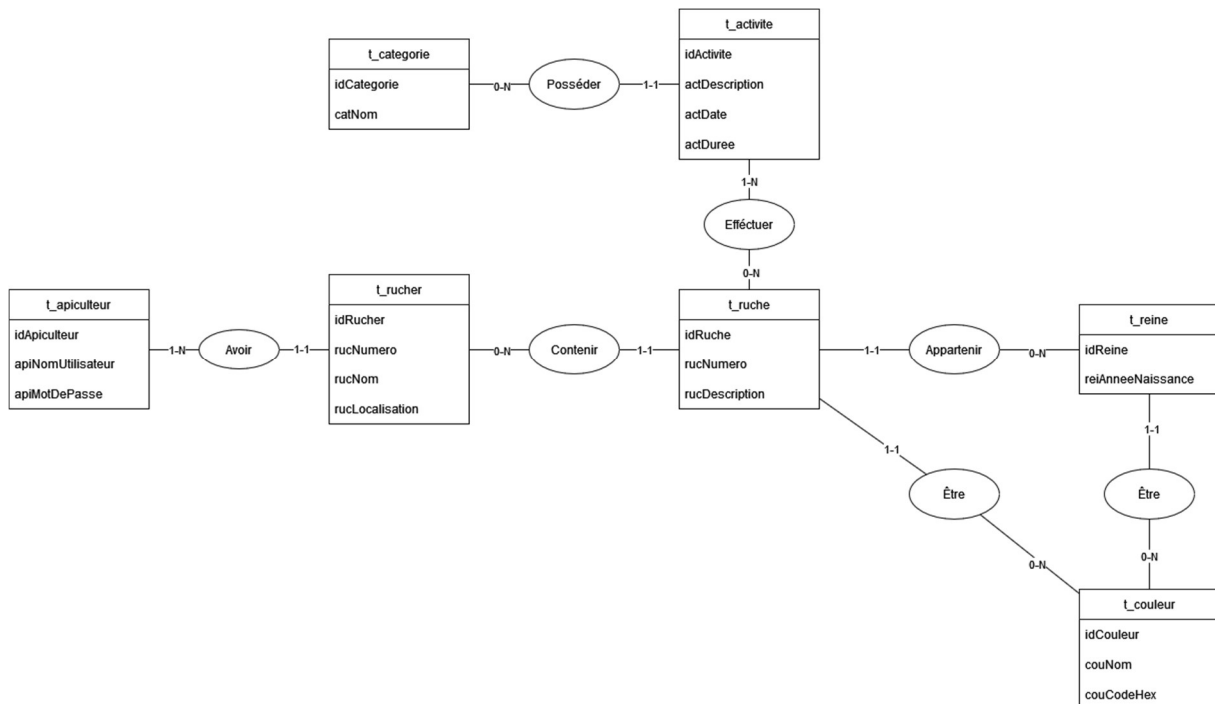 t_activite
idActivite
actDescription
actDate
actDuree
t_categorie
idCategorie
catNom
0-N
Posséder
1-1
1-N
Efféctuer
0-N
t_apiculteur
idApiculteur
apiNomUtilisateur
apiMotDePasse
1-N
Avoir
1-1
t_rucher
idRucher
rucNumero
rucNom
rucLocalisation
0-N
Contenir
1-1
t_ruche
idRuche
rucNumero
rucDescription
1-1
Appartenir
0-N
t_reine
idReine
reiAnneeNaissance
1-1
Être
0-N
1-1
Être
0-N
t_couleur
idCouleur
couNom
couCodeHex